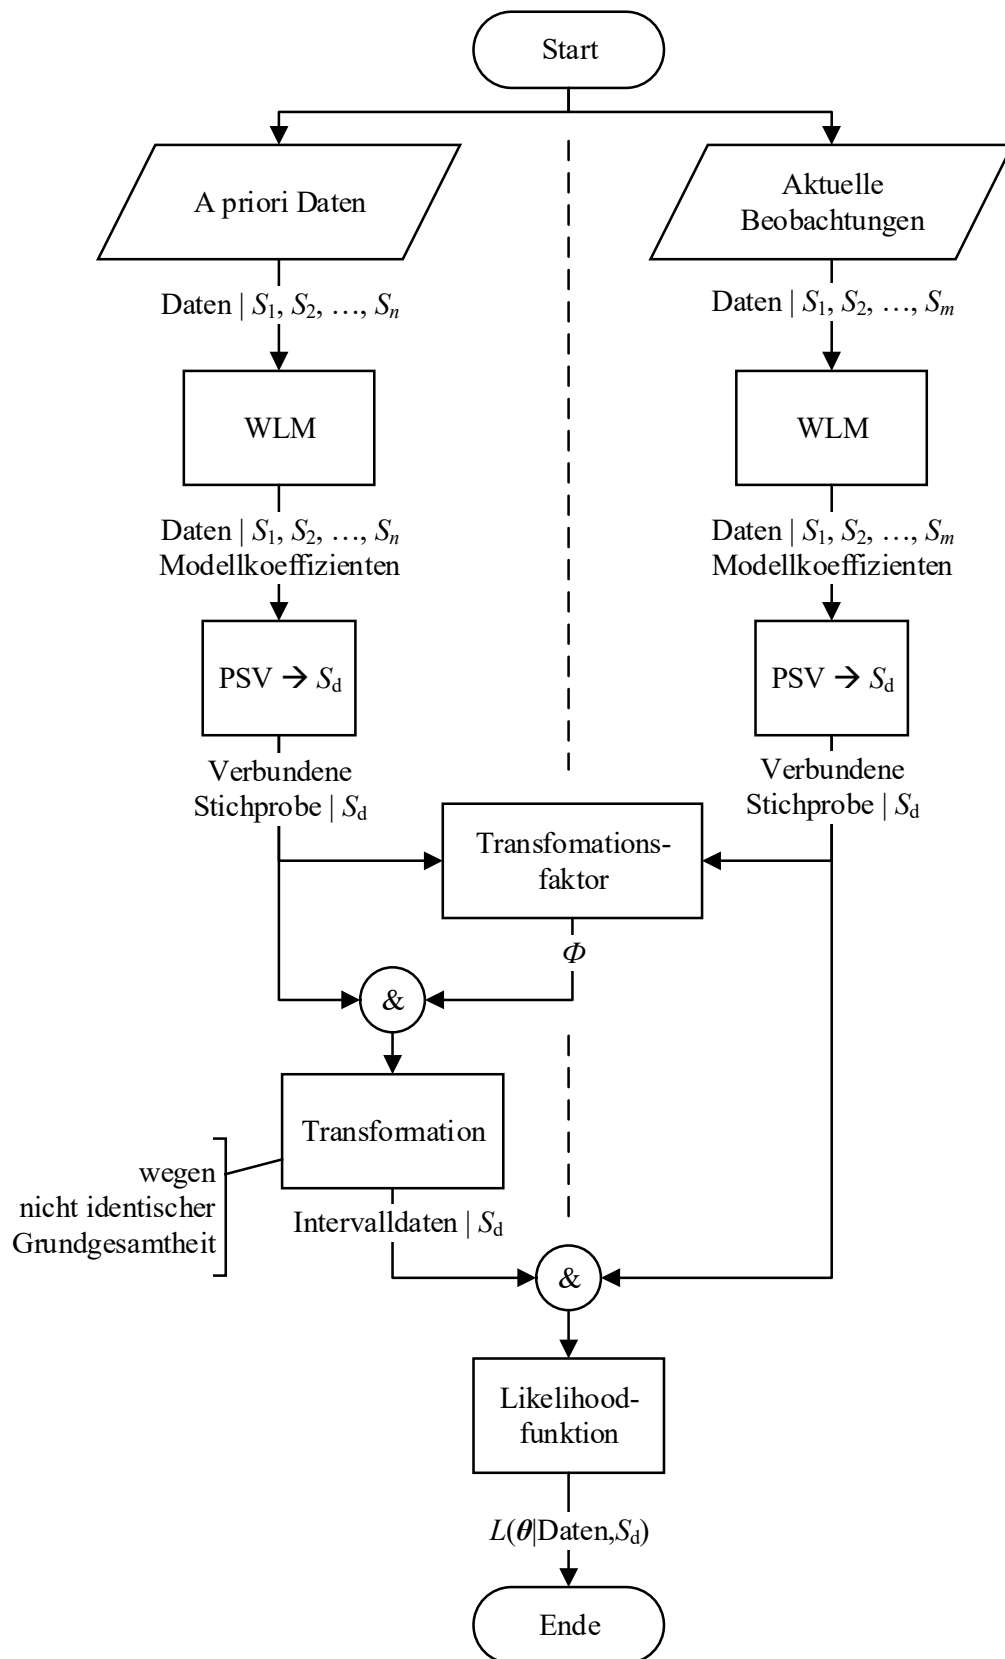 Start
A priori Daten
Aktuelle
Beobachtungen
Daten | S1, S2, …, Sn
Daten | S1, S2, …, Sm
WLM
WLM
Daten | S1, S2, …, Sn
Modellkoeffizienten
Daten | S1, S2, …, Sm
Modellkoeffizienten
PSV → Sd
PSV → Sd
Verbundene
Stichprobe | Sd
Verbundene
Stichprobe | Sd
Transfomations-
faktor
Φ
&
Transformation
wegen
nicht identischer
Grundgesamtheit
Intervalldaten | Sd
&
Likelihood-
funktion
L(θ|Daten,Sd)
Ende